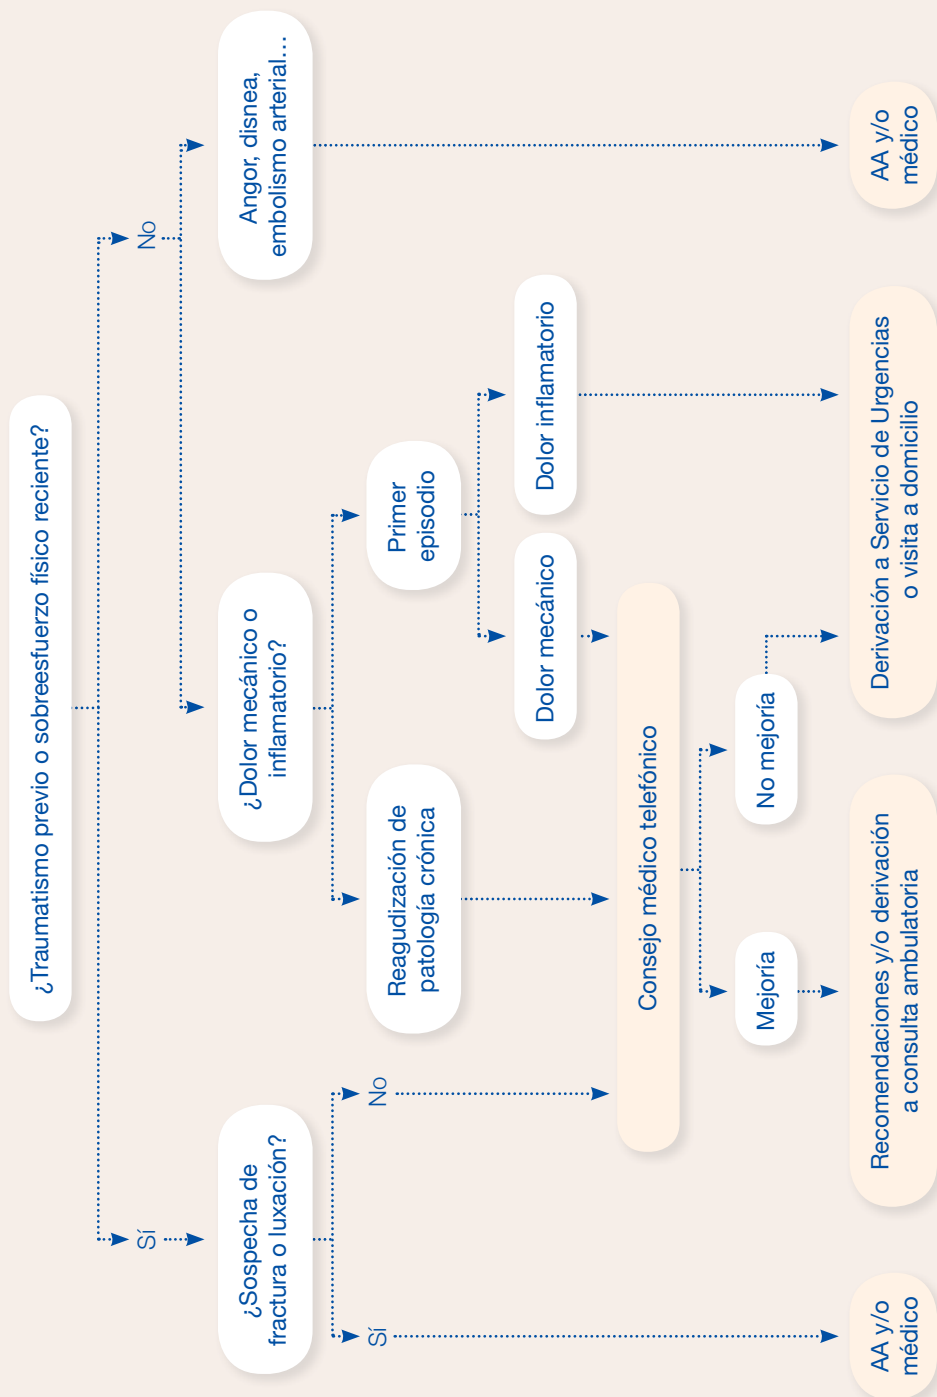 ¿Traumatismo previo o sobreesfuerzo físico reciente?
Sí
No
¿Sospecha de
fractura o luxación?
¿Dolor mecánico o
inflamatorio?
Angor, disnea,
embolismo arterial…
Sí
No
Reagudización de
patología crónica
Primer
episodio
Dolor mecánico
Dolor inflamatorio
Consejo médico telefónico
Mejoría
No mejoría
AA y/o
médico
Recomendaciones y/o derivación
a consulta ambulatoria
Derivación a Servicio de Urgencias
o visita a domicilio
AA y/o
médico